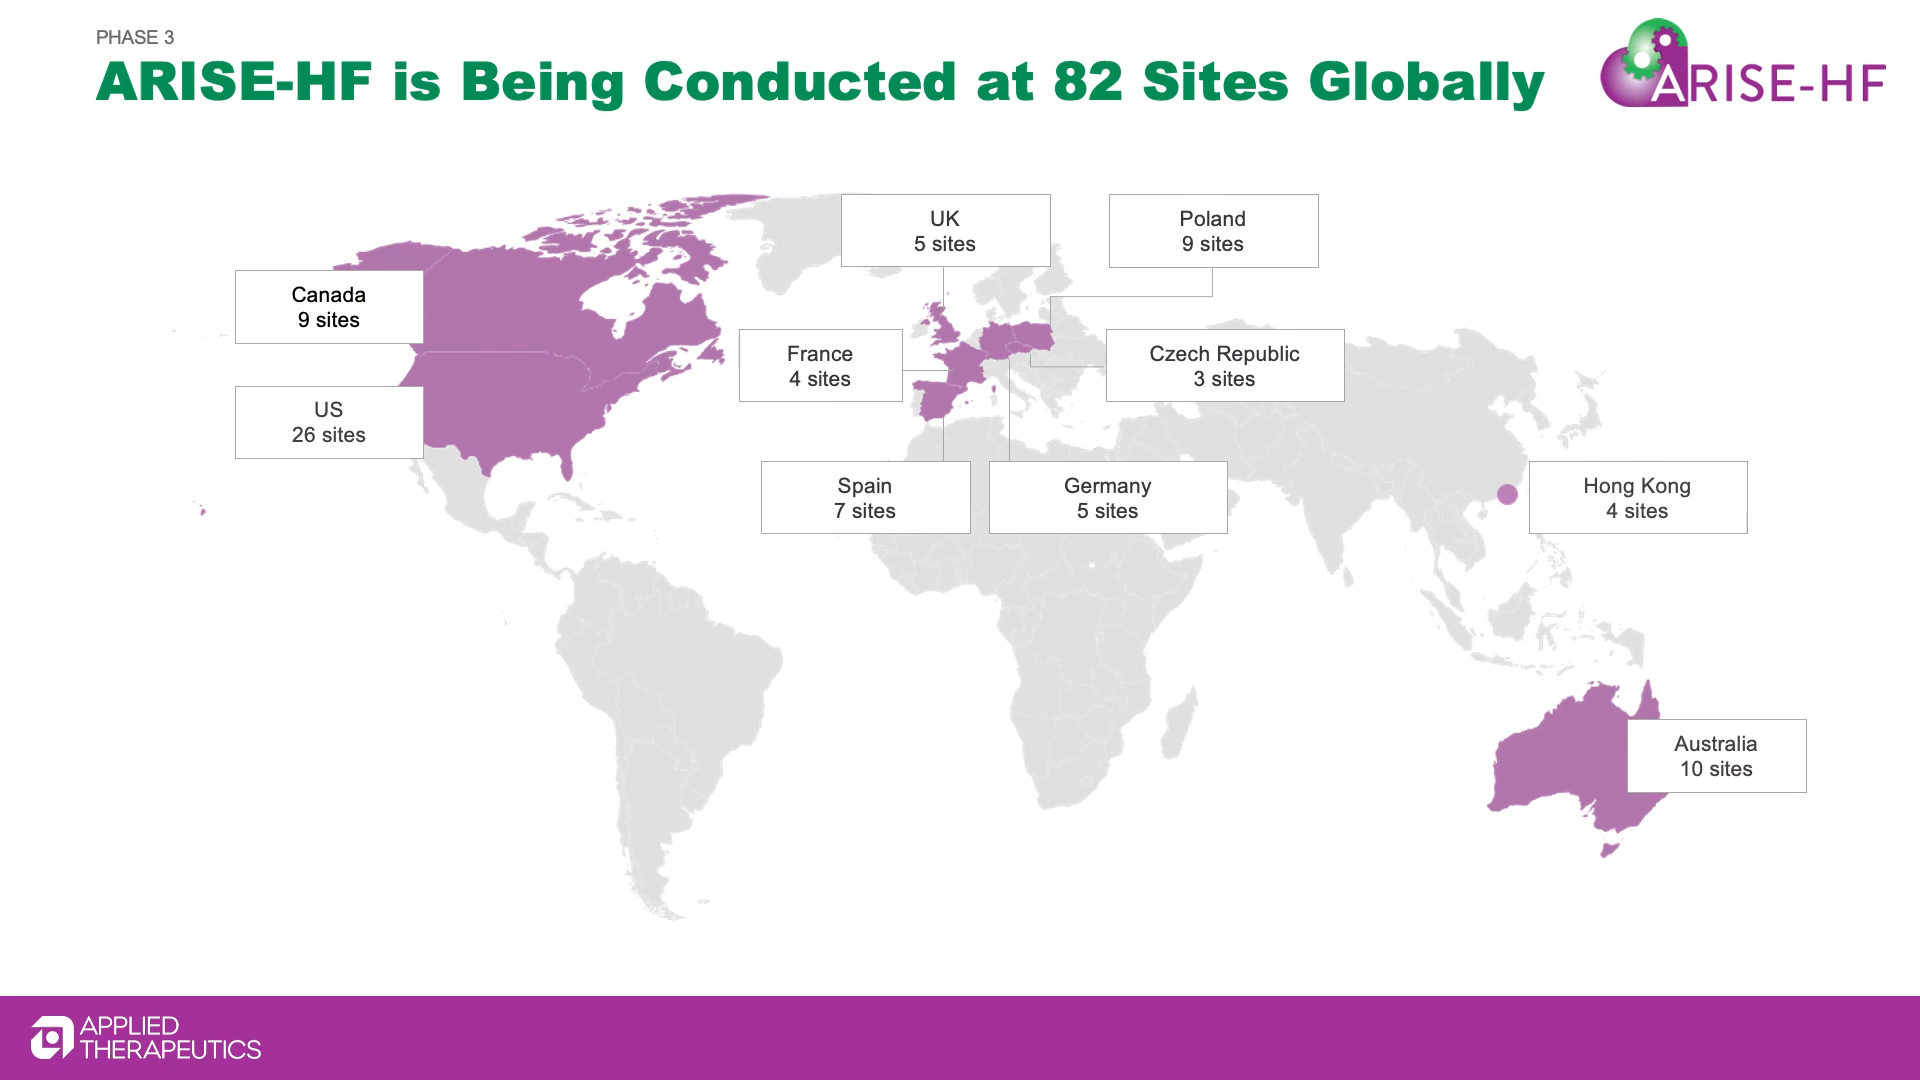 PHASE 3
ARISE-HF is Being Conducted at 82 Sites Globally
ARISE-HF
UK
5 sites
Poland
9 sites
Canada
9 sites
France
4 sites
Czech Republic
3 sites
US
26 sites
Spain
7 sites
Germany
5 sites
Hong Kong
4 sites
Australia
10 sites
APPLIED
THERAPEUTICS